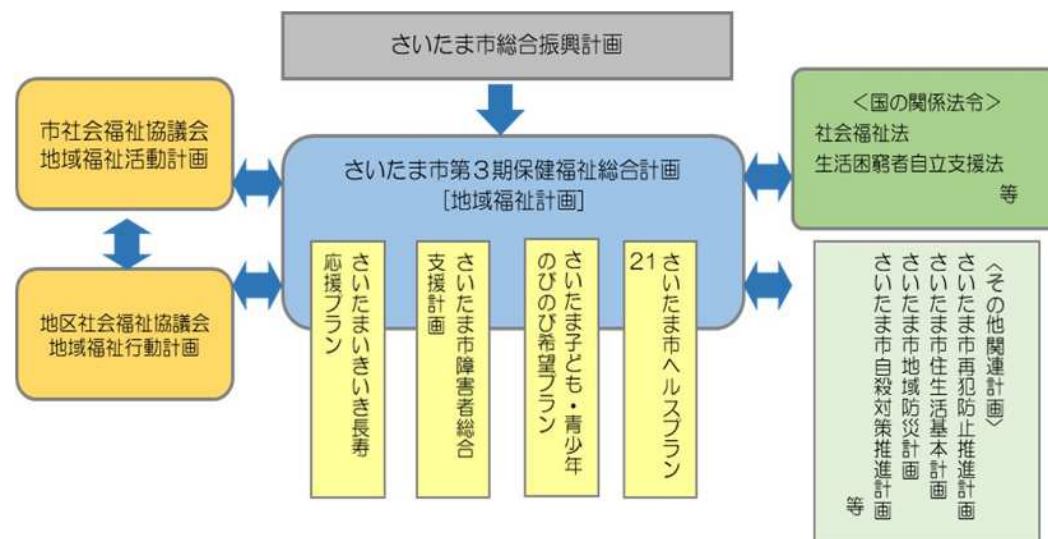 さいたま市総合振興計画
市社会福祉協議会
地域福祉活動計画
地区社会福祉協議会
地域福祉行動計画
さいたま市第3期保健福祉総合計画
[地域福祉計画]
さいたまいきいき長寿
応援プラン
さいたま市障害者総合
支援計画
さいたま子ども・青少年
のびのび希望プラン
さいたま市ヘルスプラン
21
<国の関係法令>
社会福祉法
生活困窮者自立支援法
等
<その他関連計画>
さいたま市再犯防止推進計画
さいたま市住生活基本計画
さいたま市地域防災計画
さいたま市自殺対策推進計画
等